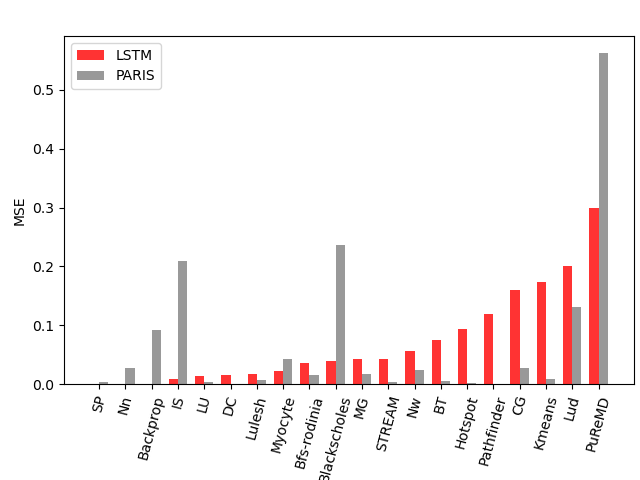 LSTM
PARIS
MSE
0.5
0.4
0.3
0.2
0.1
0.0
SP
Nn
Backprop
IS
LU
DC
Lulesh
Myocyte
Bfs-rodinia
Blackscholes
MG
STREAM
Nw
BT
Hotspot
Pathfinder
CG
Kmeans
Lud
PuReMD